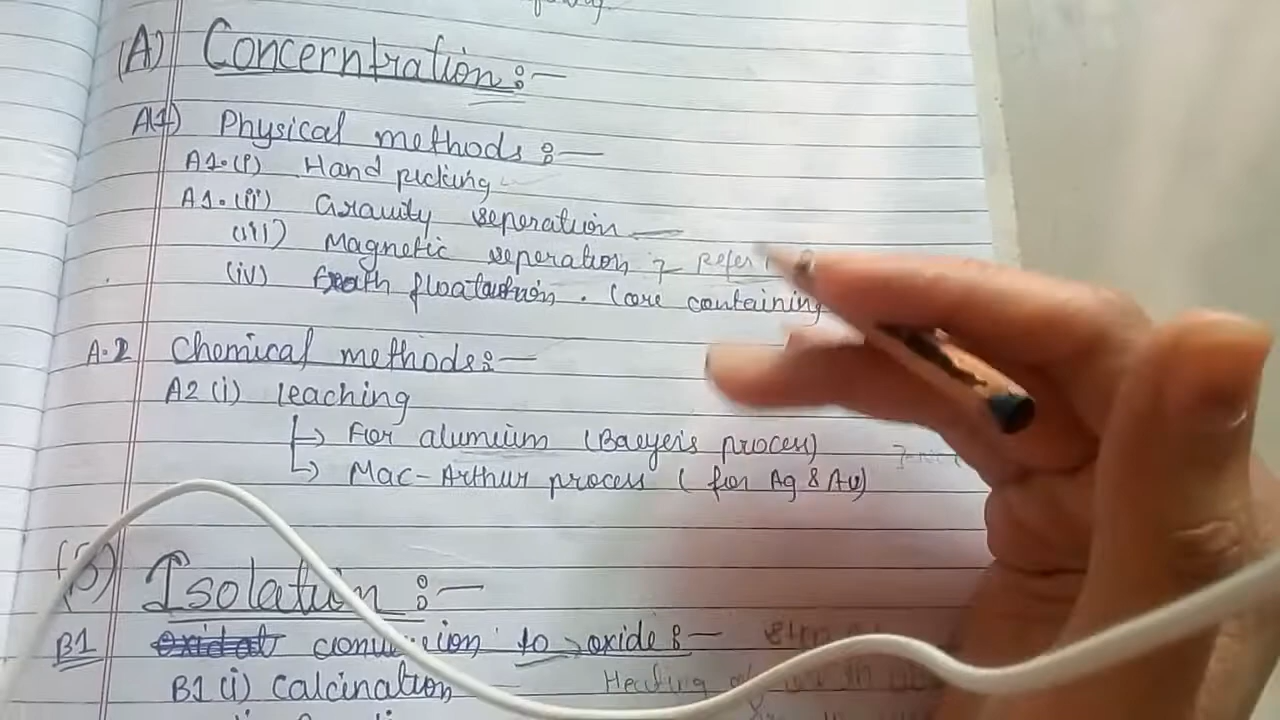 (A) Concerntration :-
A1) Physical methods :-
A1.(i) Hand picking
A1.(ii) Gravity seperation
(iii) Magnetic seperation
(iv) floatation . (ore containing
A.2 Chemical methods :-
A2 (i) leaching
→ For alumium (Baeyer's process)
→ Mac-Arthur process ( for Ag & Au)
(B) Isolation :-
B1 to oxide :-
B1 (i) Calcination Heating